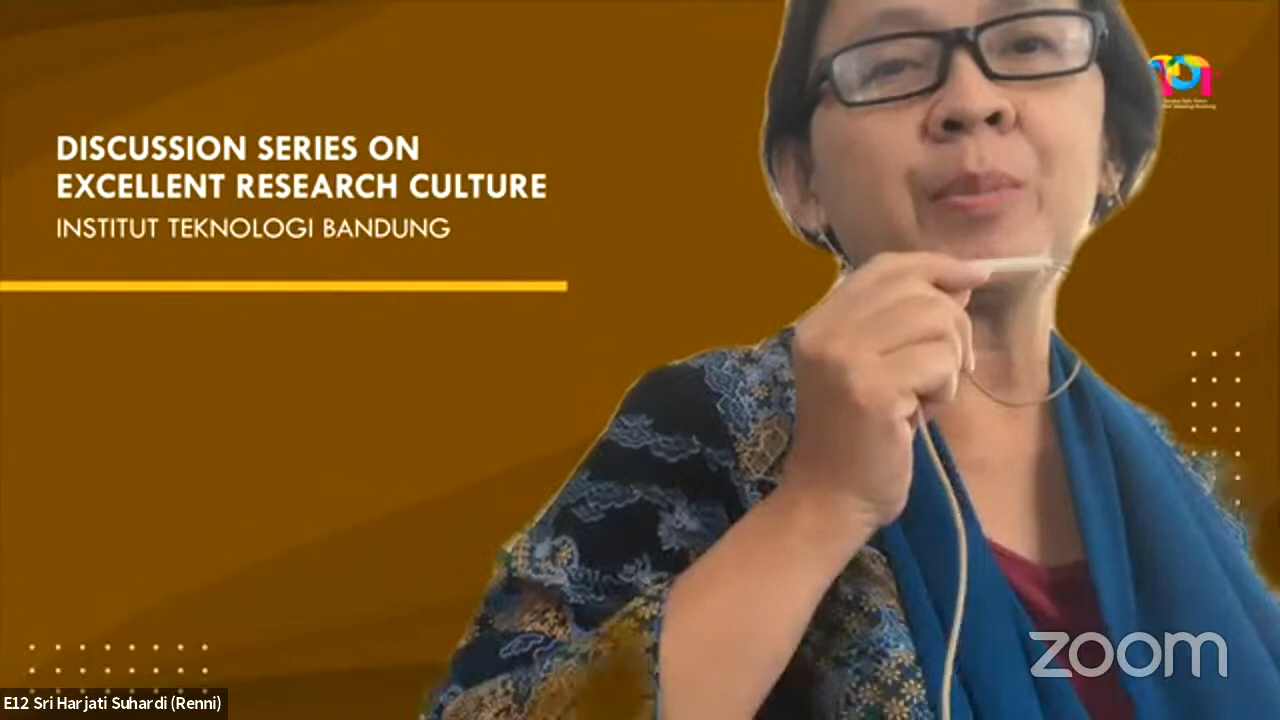 DISCUSSION SERIES ON
EXCELLENT RESEARCH CULTURE
INSTITUT TEKNOLOGI BANDUNG
zoom
E12 Sri Harjati Suhardi (Renni)